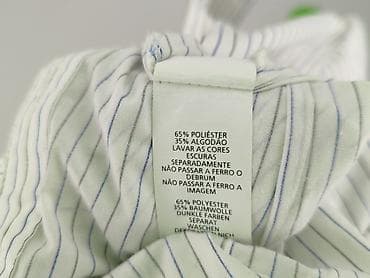 65% POLIÉSTER
35% ALGODÃO
LAVAR AS CORES
ESCURAS
SEPARADAMENTE
NÃO PASSAR A FERRO O
DEBRUM
NÃO PASSAR A FERRO A
IMAGEM
65% POLYESTER
35% BAUMWOLLE
DUNKLE FARBEN
SEPARAT
WASCHEN